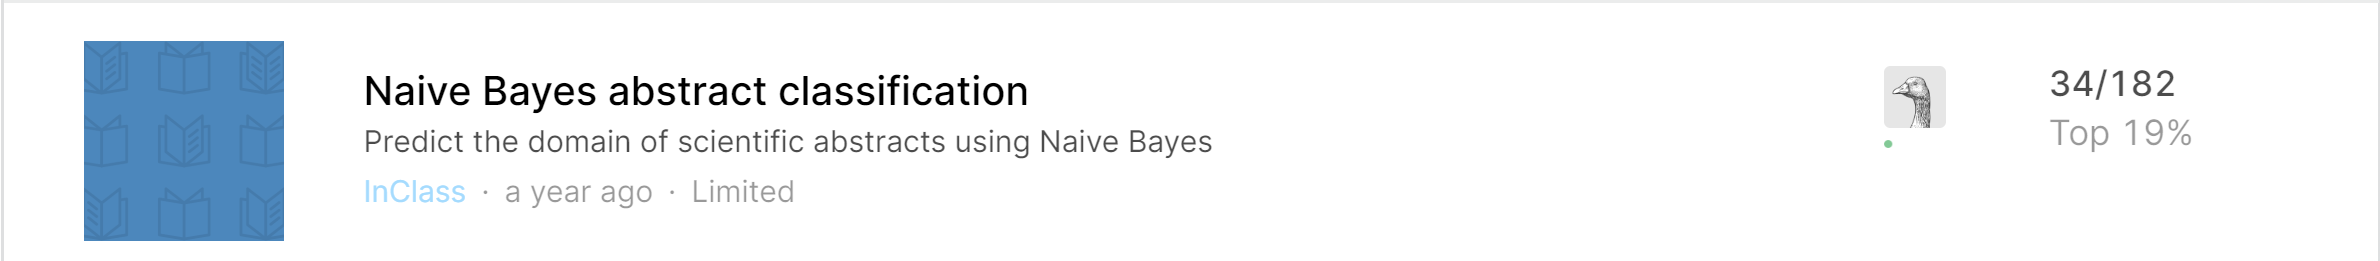 Naive Bayes abstract classification
Predict the domain of scientific abstracts using Naive Bayes
InClass · a year ago · Limited
34/182
Top 19%